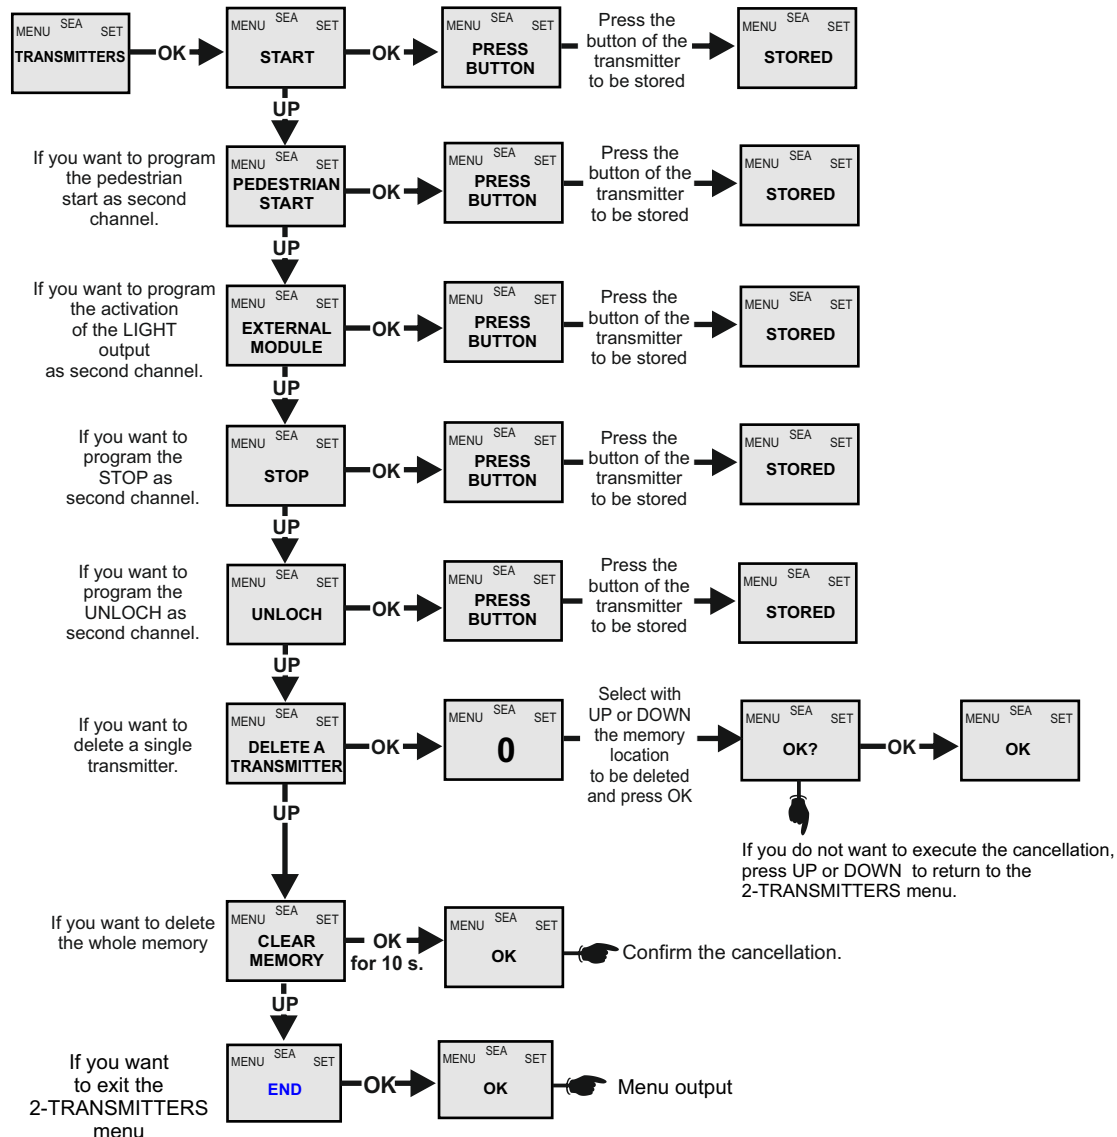 MENU SEA SET
TRANSMITTERS
OK
MENU SEA SET
START
OK
MENU SEA SET
PRESS
BUTTON
Press the
button of the
transmitter
to be stored
MENU SEA SET
STORED
UP
If you want to program
the pedestrian
start as second
channel.
MENU SEA SET
PEDESTRIAN
START
OK
MENU SEA SET
PRESS
BUTTON
Press the
button of the
transmitter
to be stored
MENU SEA SET
STORED
UP
If you want to program
the activation
of the LIGHT
output
as second channel.
MENU SEA SET
EXTERNAL
MODULE
OK
MENU SEA SET
PRESS
BUTTON
Press the
button of the
transmitter
to be stored
MENU SEA SET
STORED
UP
If you want to
program the
STOP as
second channel.
MENU SEA SET
STOP
OK
MENU SEA SET
PRESS
BUTTON
Press the
button of the
transmitter
to be stored
MENU SEA SET
STORED
UP
If you want to
program the
UNLOCH as
second channel.
MENU SEA SET
UNLOCH
OK
MENU SEA SET
PRESS
BUTTON
Press the
button of the
transmitter
to be stored
MENU SEA SET
STORED
UP
If you want to
delete a single
transmitter.
MENU SEA SET
DELETE A
TRANSMITTER
OK
MENU SEA SET
0
Select with
UP or DOWN
the memory
location
to be deleted
and press OK
MENU SEA SET
OK?
OK
MENU SEA SET
OK
If you do not want to execute the cancellation,
press UP or DOWN to return to the
2-TRANSMITTERS menu.
UP
If you want to delete
the whole memory
MENU SEA SET
CLEAR
MEMORY
OK
for 10 s.
MENU SEA SET
OK
Confirm the cancellation.
UP
If you want
to exit the
2-TRANSMITTERS
menu
MENU SEA SET
END
OK
MENU SEA SET
OK
Menu output